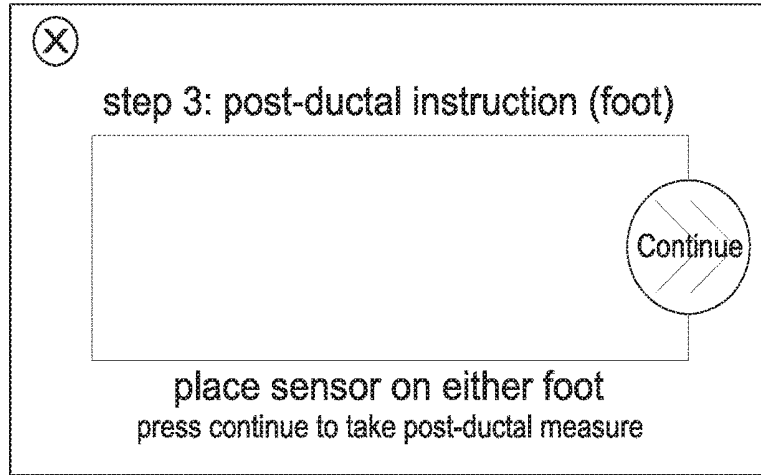 X
step 3: post-ductal instruction (foot)
Continue
place sensor on either foot
press continue to take post-ductal measure